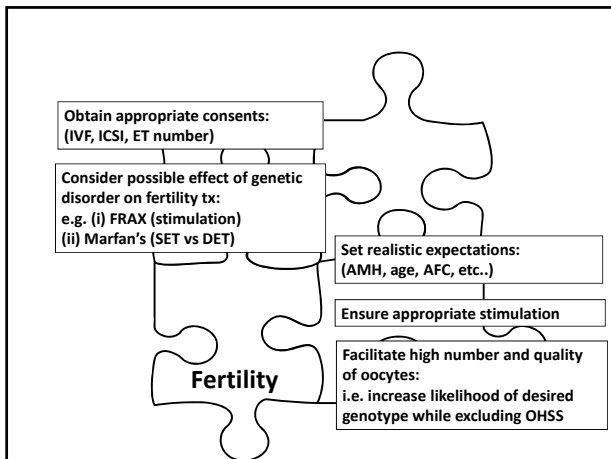 Obtain appropriate consents:
(IVF, ICSI, ET number)
Consider possible effect of genetic
disorder on fertility tx:
e.g. (i) FRAX (stimulation)
(ii) Marfan's (SET vs DET)
Set realistic expectations:
(AMH, age, AFC, etc..)
Ensure appropriate stimulation
Facilitate high number and quality
of oocytes:
i.e. increase likelihood of desired
genotype while excluding OHSS
Fertility